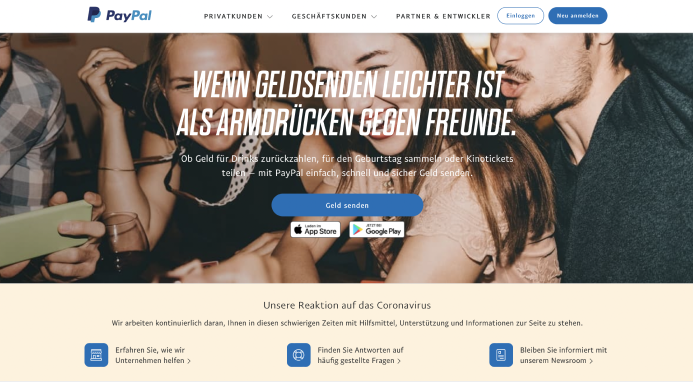 PayPal
PRIVATKUNDEN
GESCHÄFTSKUNDEN
PARTNER & ENTWICKLER
Einloggen
Neu anmelden
WENN GELDSENDEN LEICHTER IST
ALS ARMDRÜCKEN GEGEN FREUNDE.
Ob Geld für Drinks zurückzahlen, für den Geburtstag sammeln oder Kinotickets
teilen – mit PayPal einfach, schnell und sicher Geld senden.
Geld senden
Laden im
App Store
JETZT BEI
Google Play
Unsere Reaktion auf das Coronavirus
Wir arbeiten kontinuierlich daran, Ihnen in diesen schwierigen Zeiten mit Hilfsmittel, Unterstützung und Informationen zur Seite zu stehen.
Erfahren Sie, wie wir
Unternehmen helfen
Finden Sie Antworten auf
häufig gestellte Fragen
Bleiben Sie informiert mit
unserem Newsroom